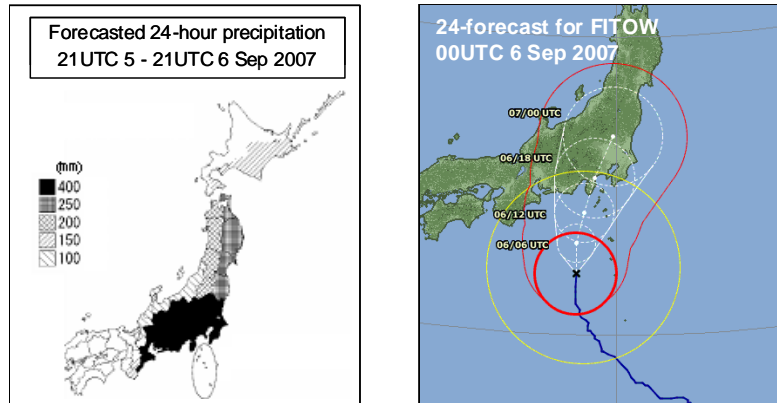 Forecasted 24-hour precipitation
21UTC 5 - 21UTC 6 Sep 2007
(mm)
400
250
200
150
100
24-forecast for FITOW
00UTC 6 Sep 2007
07/00 UTC
06/18 UTC
06/12 UTC
06/06 UTC